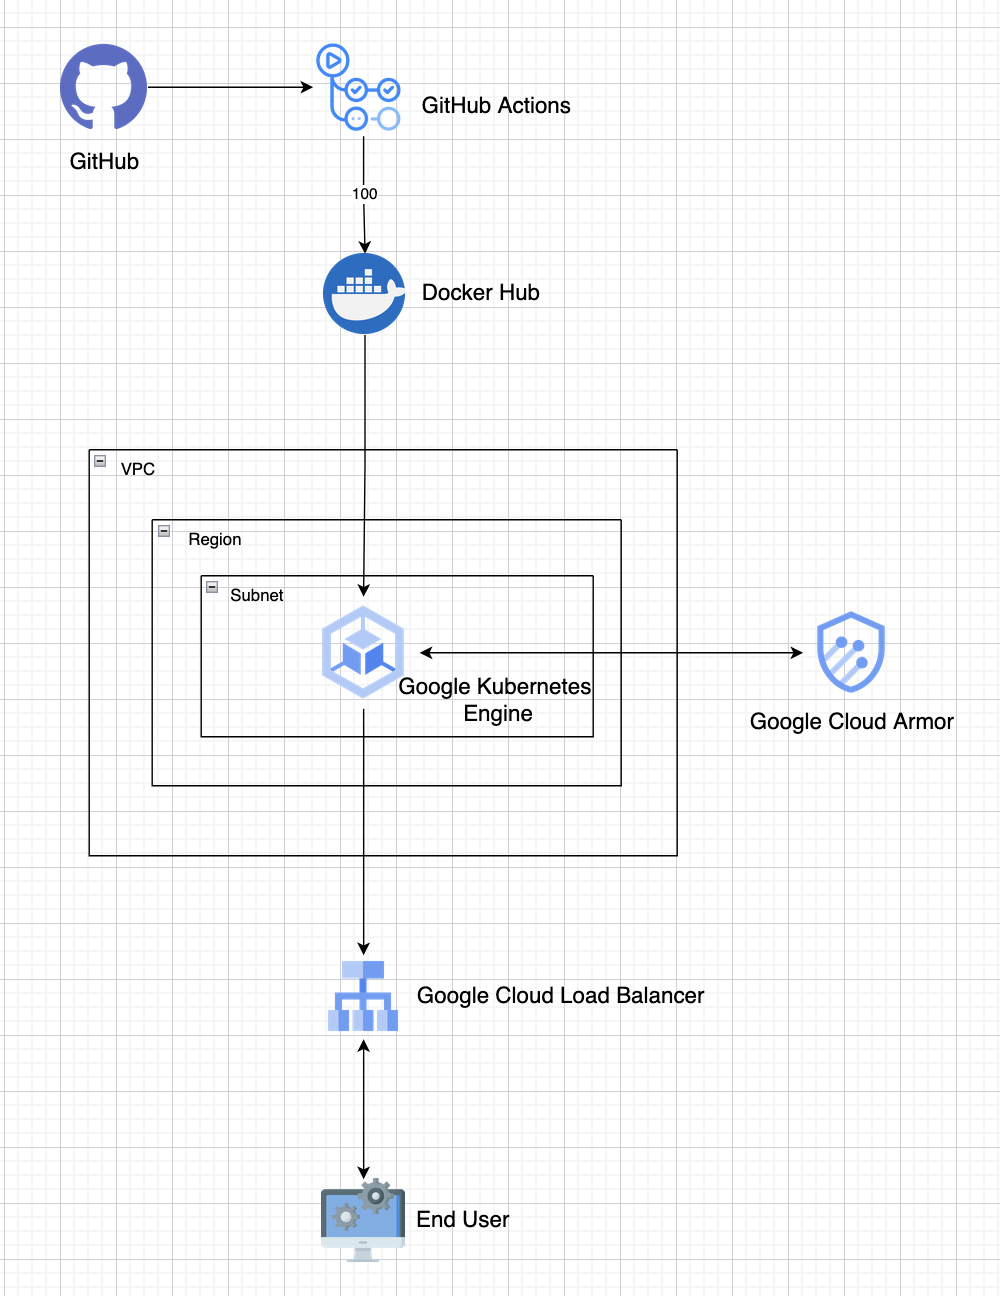 GitHub
GitHub Actions
100
Docker Hub
VPC
Region
Subnet
Google Kubernetes
Engine
Google Cloud Armor
Google Cloud Load Balancer
End User